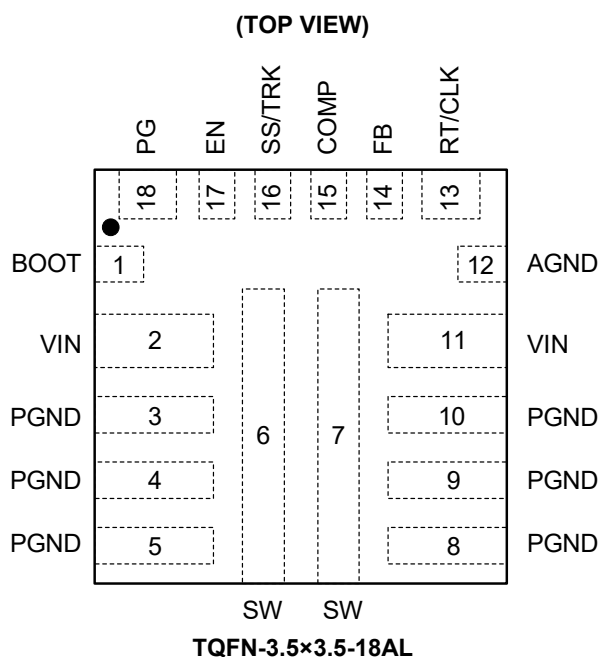 (TOP VIEW)
PG EN SS/TRK COMP FB RT/CLK
18 17 16 15 14 13
BOOT 1 12 AGND
VIN 2 11 VIN
PGND 3 10 PGND
6 7
PGND 4 9 PGND
PGND 5 8 PGND
SW SW
TQFN-3.5×3.5-18AL